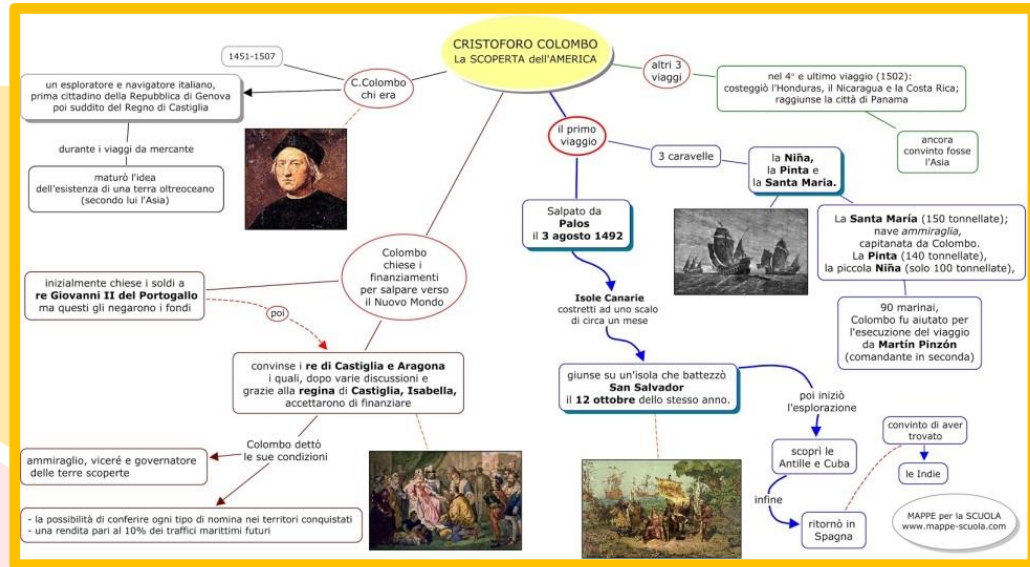 CRISTOFORO COLOMBO
La SCOPERTA dell'AMERICA
1451-1507
C.Colombo
chi era
un esploratore e navigatore italiano,
prima cittadino della Repubblica di Genova
poi suddito del Regno di Castiglia
durante i viaggi da mercante
maturò l'idea
dell'esistenza di una terra oltreoceano
(secondo lui l'Asia)
altri 3
viaggi
nel 4° e ultimo viaggio (1502):
costeggiò l'Honduras, il Nicaragua e la Costa Rica;
raggiunse la città di Panama
ancora
convinto fosse
l'Asia
il primo
viaggio
3 caravelle
la Niña,
la Pinta e
la Santa Maria.
La Santa María (150 tonnellate);
nave ammiraglia,
capitanata da Colombo.
La Pinta (140 tonnellate),
la piccola Niña (solo 100 tonnellate),
90 marinai,
Colombo fu aiutato per
l'esecuzione del viaggio
da Martín Pinzón
(comandante in seconda)
Salpato da
Palos
il 3 agosto 1492
Isole Canarie
costretti ad uno scalo
di circa un mese
giunse su un'isola che battezzò
San Salvador
il 12 ottobre dello stesso anno.
poi iniziò
l'esplorazione
scoprì le
Antille e Cuba
infine
ritornò in
Spagna
convinto di aver
trovato
le Indie
Colombo
chiese i
finanziamenti
per salpare verso
il Nuovo Mondo
inizialmente chiese i soldi a
re Giovanni II del Portogallo
ma questi gli negarono i fondi
poi
convinse i re di Castiglia e Aragona
i quali, dopo varie discussioni e
grazie alla regina di Castiglia, Isabella,
accettarono di finanziare
Colombo dettò
le sue condizioni
ammiraglio, viceré e governatore
delle terre scoperte
- la possibilità di conferire ogni tipo di nomina nei territori conquistati
- una rendita pari al 10% dei traffici marittimi futuri
MAPPE per la SCUOLA
www.mappe-scuola.com